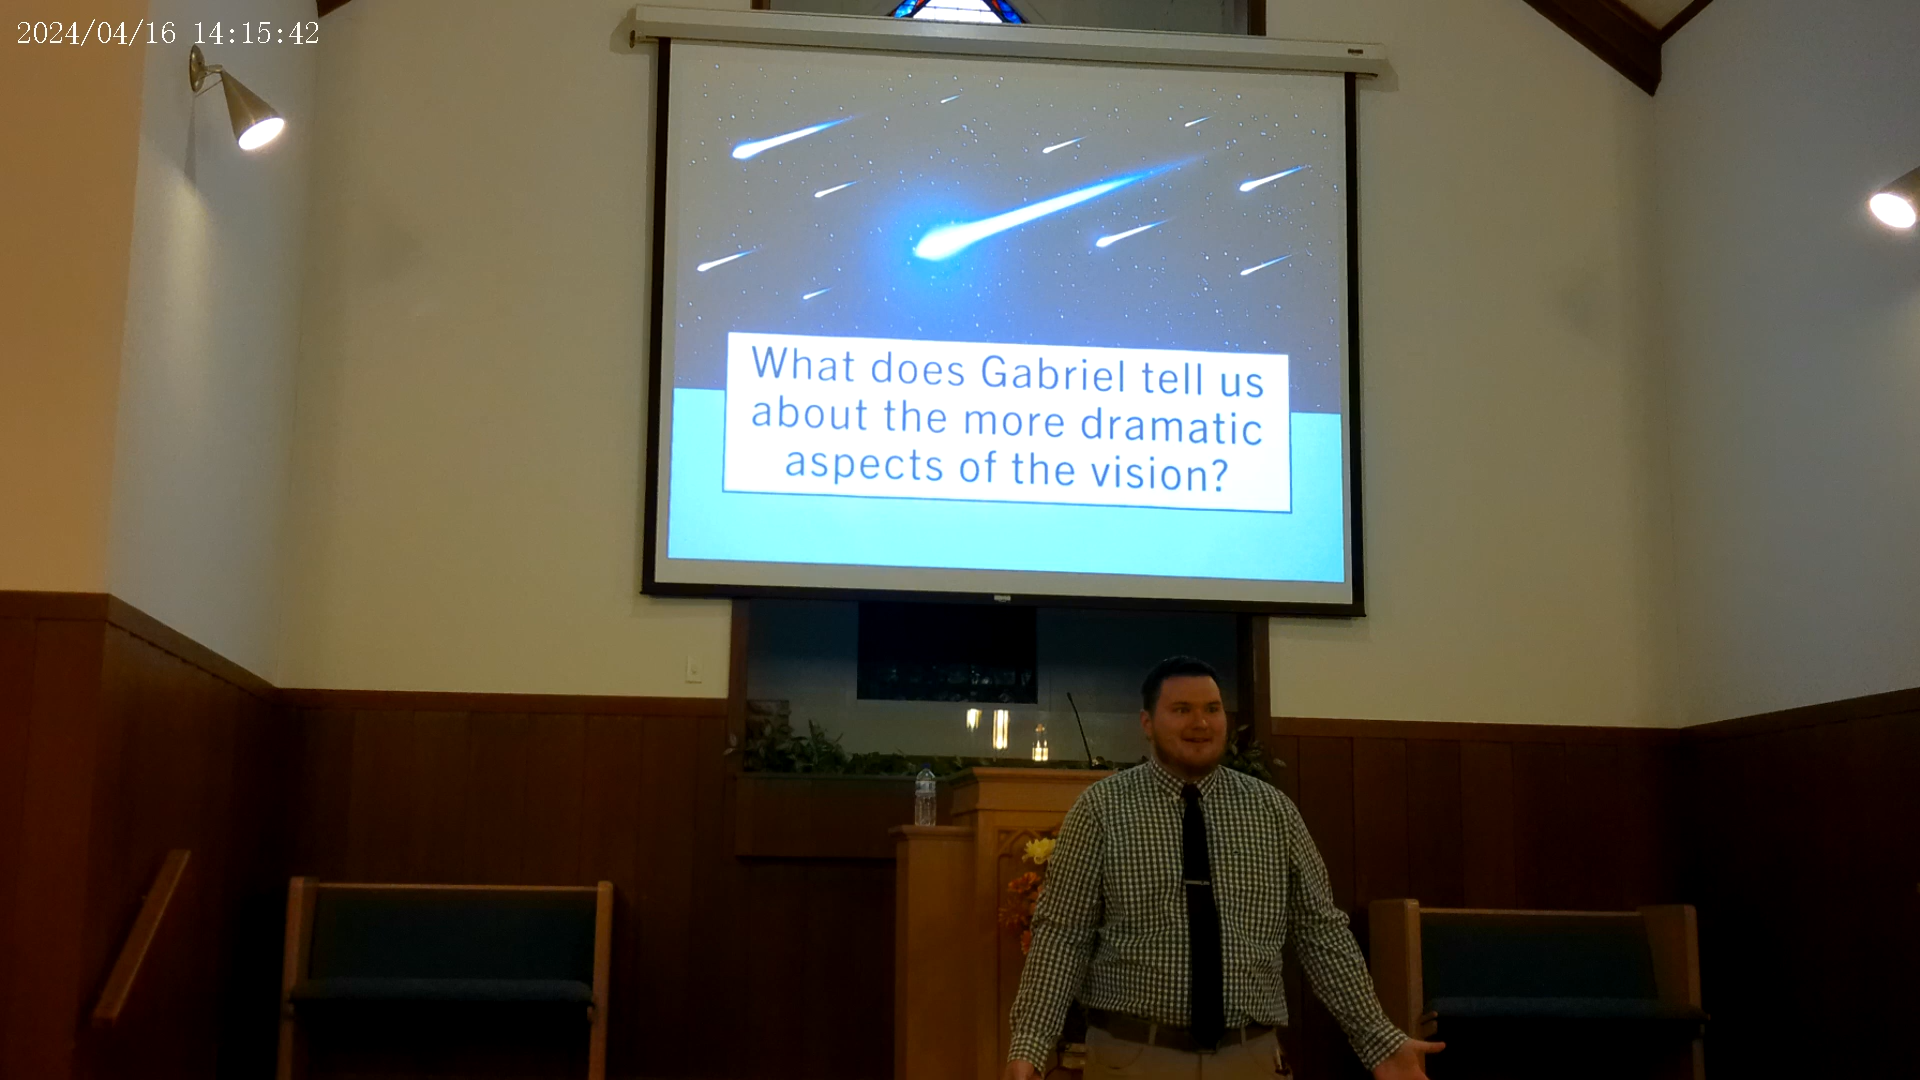 2024/04/16 14:15:42
What does Gabriel tell us
about the more dramatic
aspects of the vision?